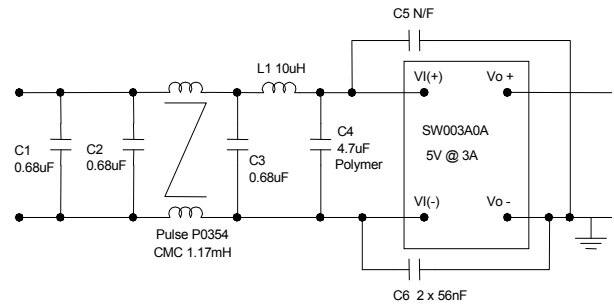 C5 N/F
L1 10uH
VI(+)
Vo +
C1
0.68uF
C2
0.68uF
C3
0.68uF
C4
4.7uF
Polymer
SW003A0A
5V @ 3A
VI(-)
Vo -
Pulse P0354
CMC 1.17mH
C6 2 x 56nF